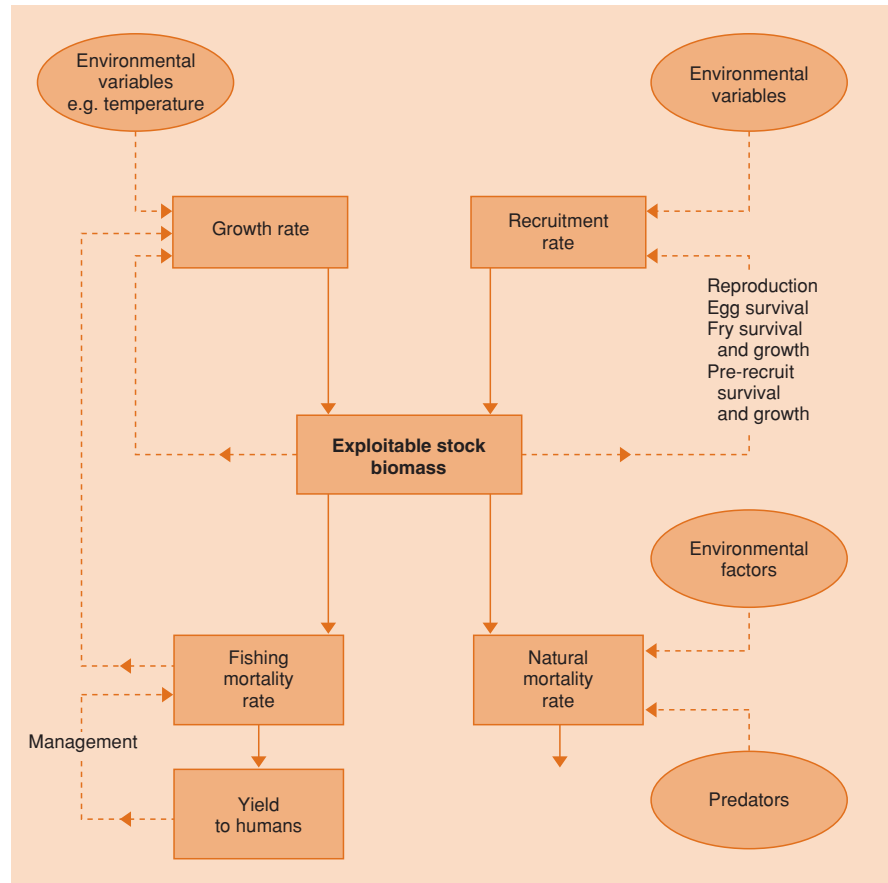 Environmental
variables
e.g. temperature
Environmental
variables
Growth rate
Recruitment
rate
Reproduction
Egg survival
Fry survival
and growth
Pre-recruit
survival
and growth
Exploitable stock
biomass
Environmental
factors
Fishing
mortality
rate
Natural
mortality
rate
Management
Yield
to humans
Predators